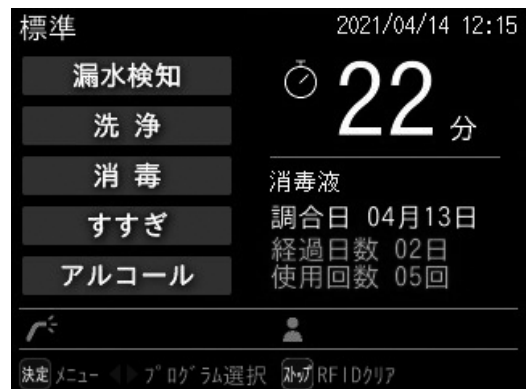 標準 2021/04/14 12:15
漏水検知
洗浄
消毒
すすぎ
アルコール
22分
消毒液
調合日 04月13日
経過日数 02日
使用回数 05回
決定 メニュー プログラム選択 ストップ RFIDクリア